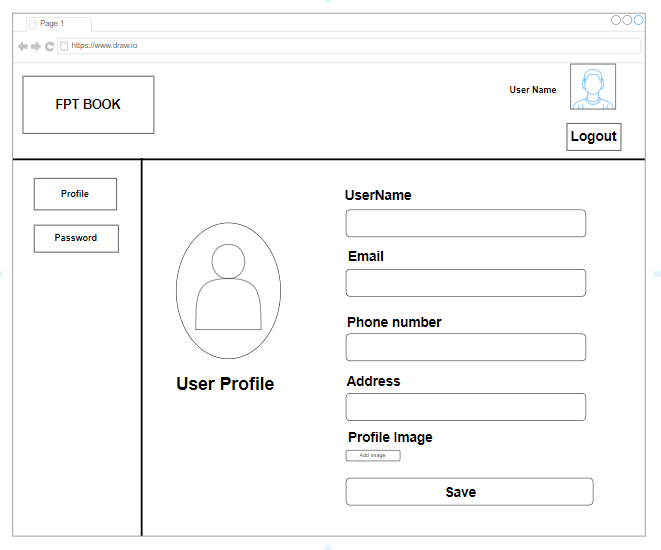 Page 1
https://www.draw.io
FPT BOOK
User Name
Logout
Profile
Password
UserName
Email
Phone number
Address
Profile Image
Add Image
Save
User Profile